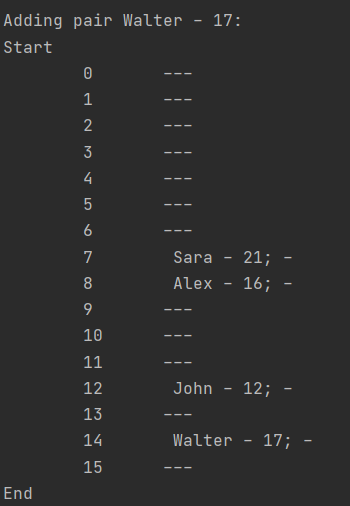 Adding pair Walter – 17:
Start
0 ---
1 ---
2 ---
3 ---
4 ---
5 ---
6 ---
7 Sara – 21; –
8 Alex – 16; –
9 ---
10 ---
11 ---
12 John – 12; –
13 ---
14 Walter – 17; –
15 ---
End